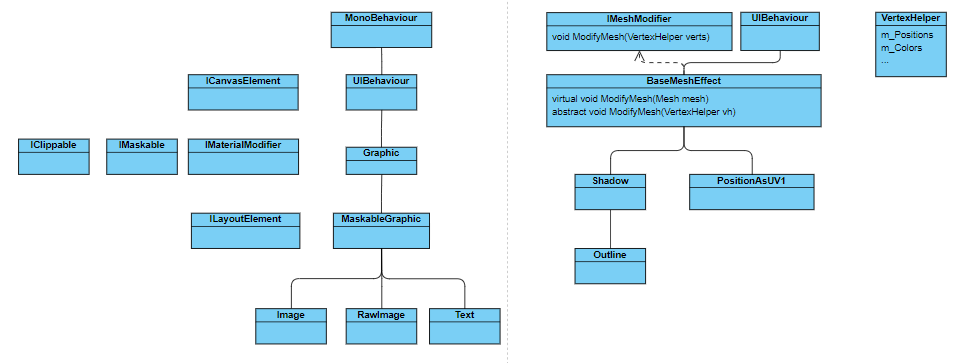 MonoBehaviour
ICanvasElement
UIBehaviour
IClippable
IMaskable
IMaterialModifier
Graphic
ILayoutElement
MaskableGraphic
Image
RawImage
Text
IMeshModifier
void ModifyMesh(VertexHelper verts)
UIBehaviour
VertexHelper
m_Positions
m_Colors
...
BaseMeshEffect
virtual void ModifyMesh(Mesh mesh)
abstract void ModifyMesh(VertexHelper vh)
Shadow
PositionAsUV1
Outline